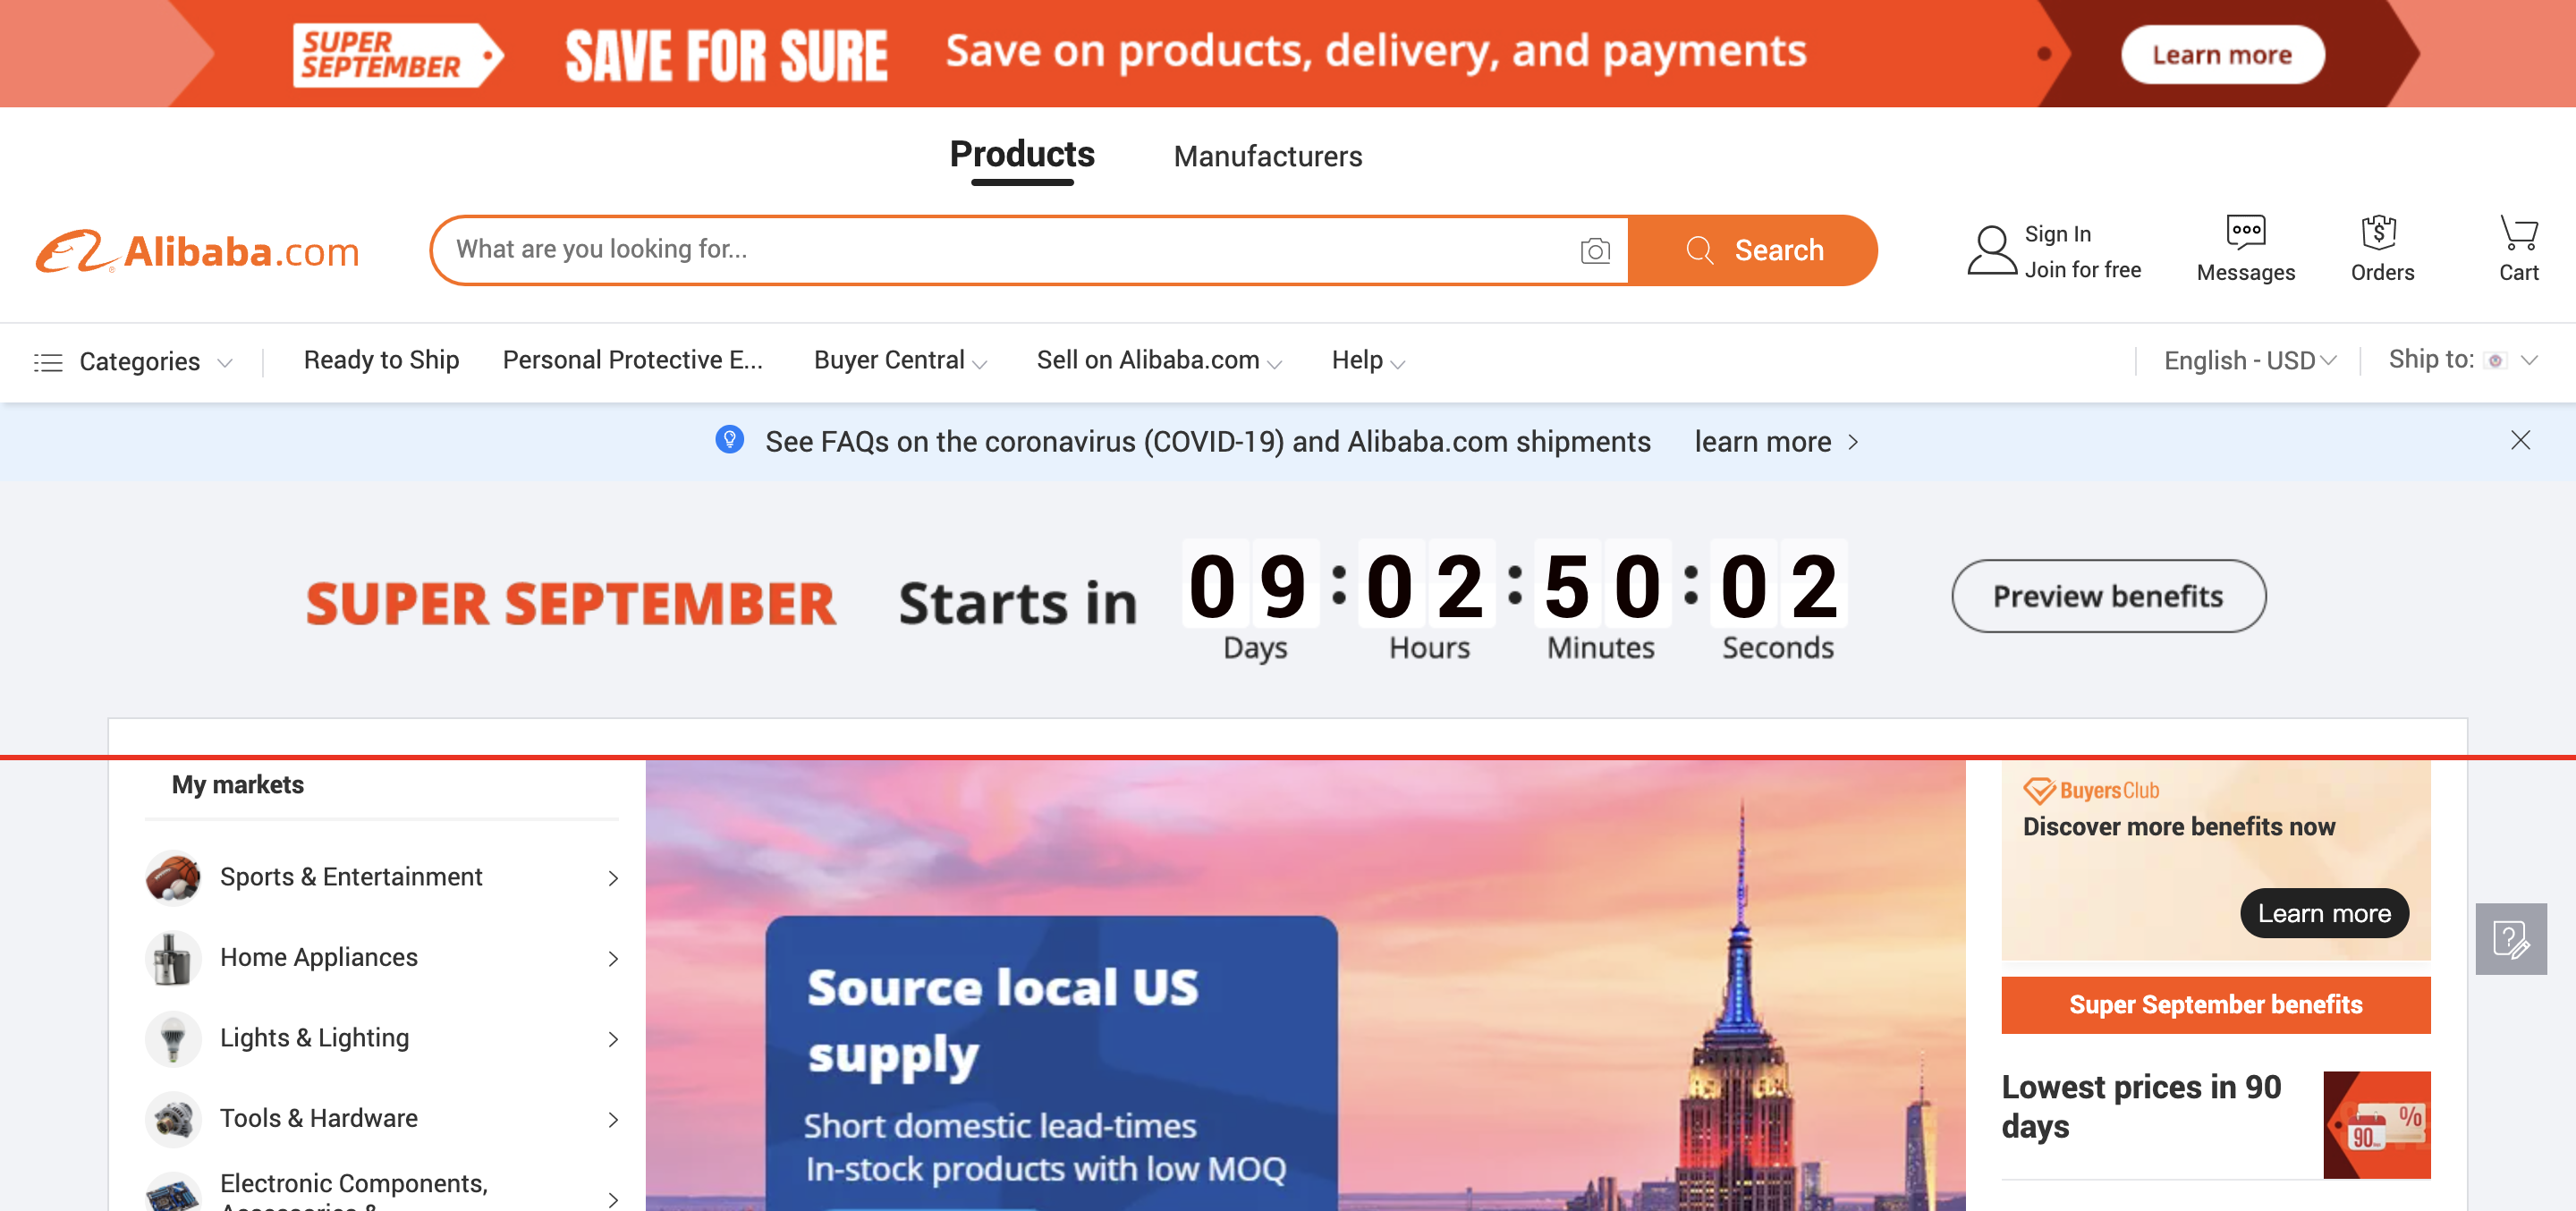 SUPER
SEPTEMBER
SAVE FOR SURE
Save on products, delivery, and payments
Learn more
Products
Manufacturers
Alibaba.com
What are you looking for...
Search
Sign In
Join for free
Messages
Orders
Cart
Categories
Ready to Ship
Personal Protective E...
Buyer Central
Sell on Alibaba.com
Help
English - USD
Ship to:
See FAQs on the coronavirus (COVID-19) and Alibaba.com shipments
learn more
SUPER SEPTEMBER
Starts in
09:02:50:02
Days
Hours
Minutes
Seconds
Preview benefits
My markets
Sports & Entertainment
Home Appliances
Lights & Lighting
Tools & Hardware
Electronic Components,
Source local US
supply
Short domestic lead-times
In-stock products with low MOQ
BuyersClub
Discover more benefits now
Learn more
Super September benefits
Lowest prices in 90
days
90
%